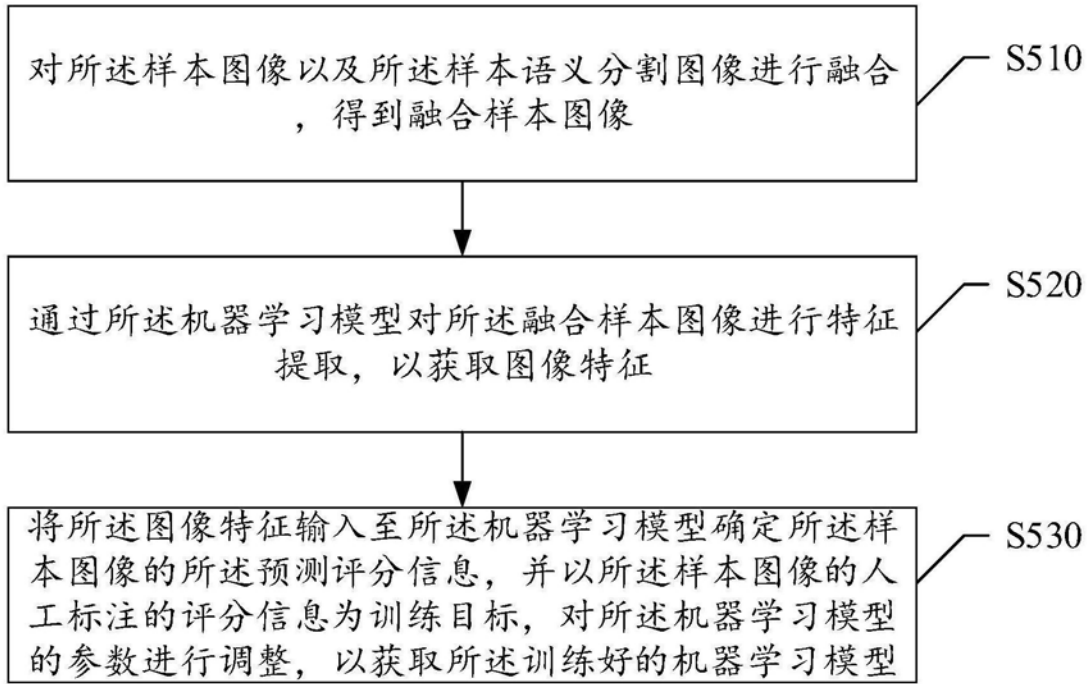 对所述样本图像以及所述样本语义分割图像进行融合
，得到融合样本图像
S510
通过所述机器学习模型对所述融合样本图像进行特征
提取，以获取图像特征
S520
将所述图像特征输入至所述机器学习模型确定所述样
本图像的所述预测评分信息，并以所述样本图像的人
工标注的评分信息为训练目标，对所述机器学习模型
的参数进行调整，以获取所述训练好的机器学习模型
S530